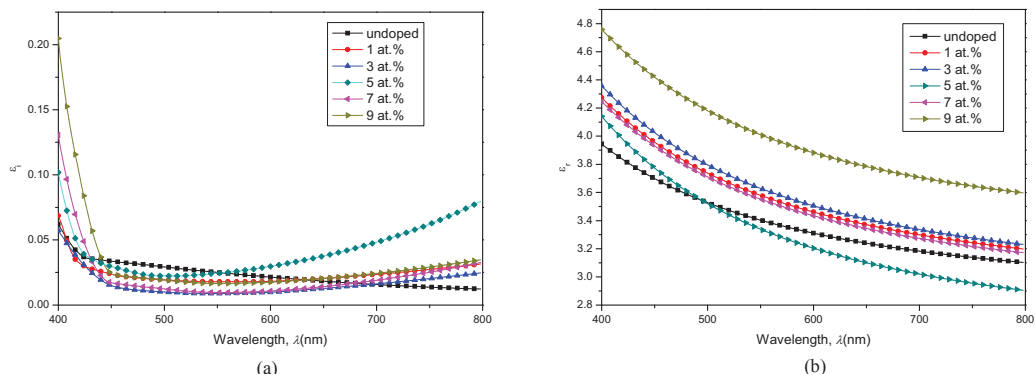 undoped
1 at.%
3 at.%
5 at.%
7 at.%
9 at.%
0.20
0.15
0.10
0.05
0.00
εi
400 500 600 700 800
Wavelength, λ(nm)
(a)
undoped
1 at.%
3 at.%
5 at.%
7 at.%
9 at.%
4.8
4.6
4.4
4.2
4.0
3.8
3.6
3.4
3.2
3.0
2.8
εr
400 500 600 700 800
Wavelength, λ(nm)
(b)